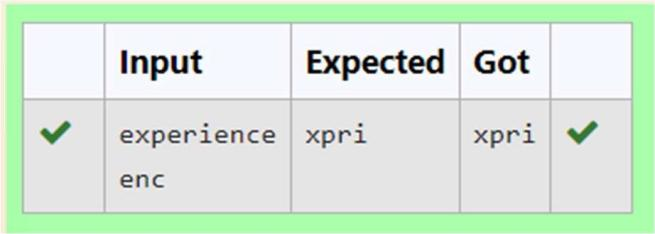 Input Expected Got
experience xpri xpri
enc